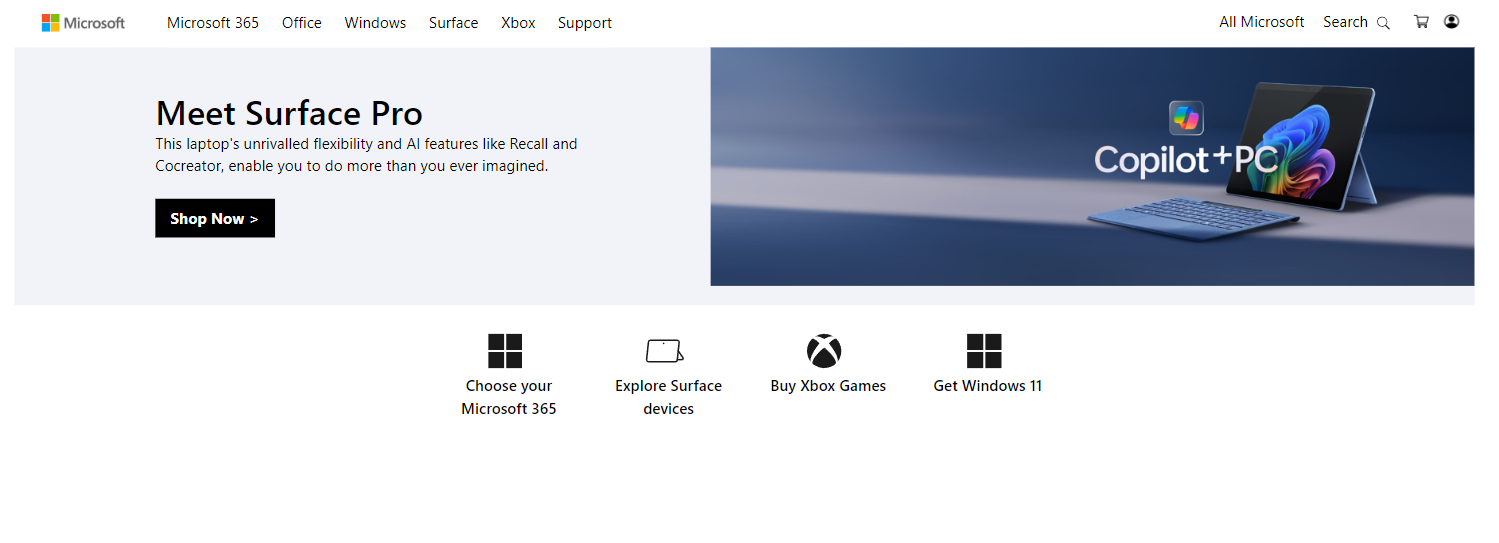 Microsoft
Microsoft 365
Office
Windows
Surface
Xbox
Support
All Microsoft
Search
Meet Surface Pro
This laptop's unrivalled flexibility and AI features like Recall and
Cocreator, enable you to do more than you ever imagined.
Shop Now >
Copilot+PC
Choose your
Microsoft 365
Explore Surface
devices
Buy Xbox Games
Get Windows 11